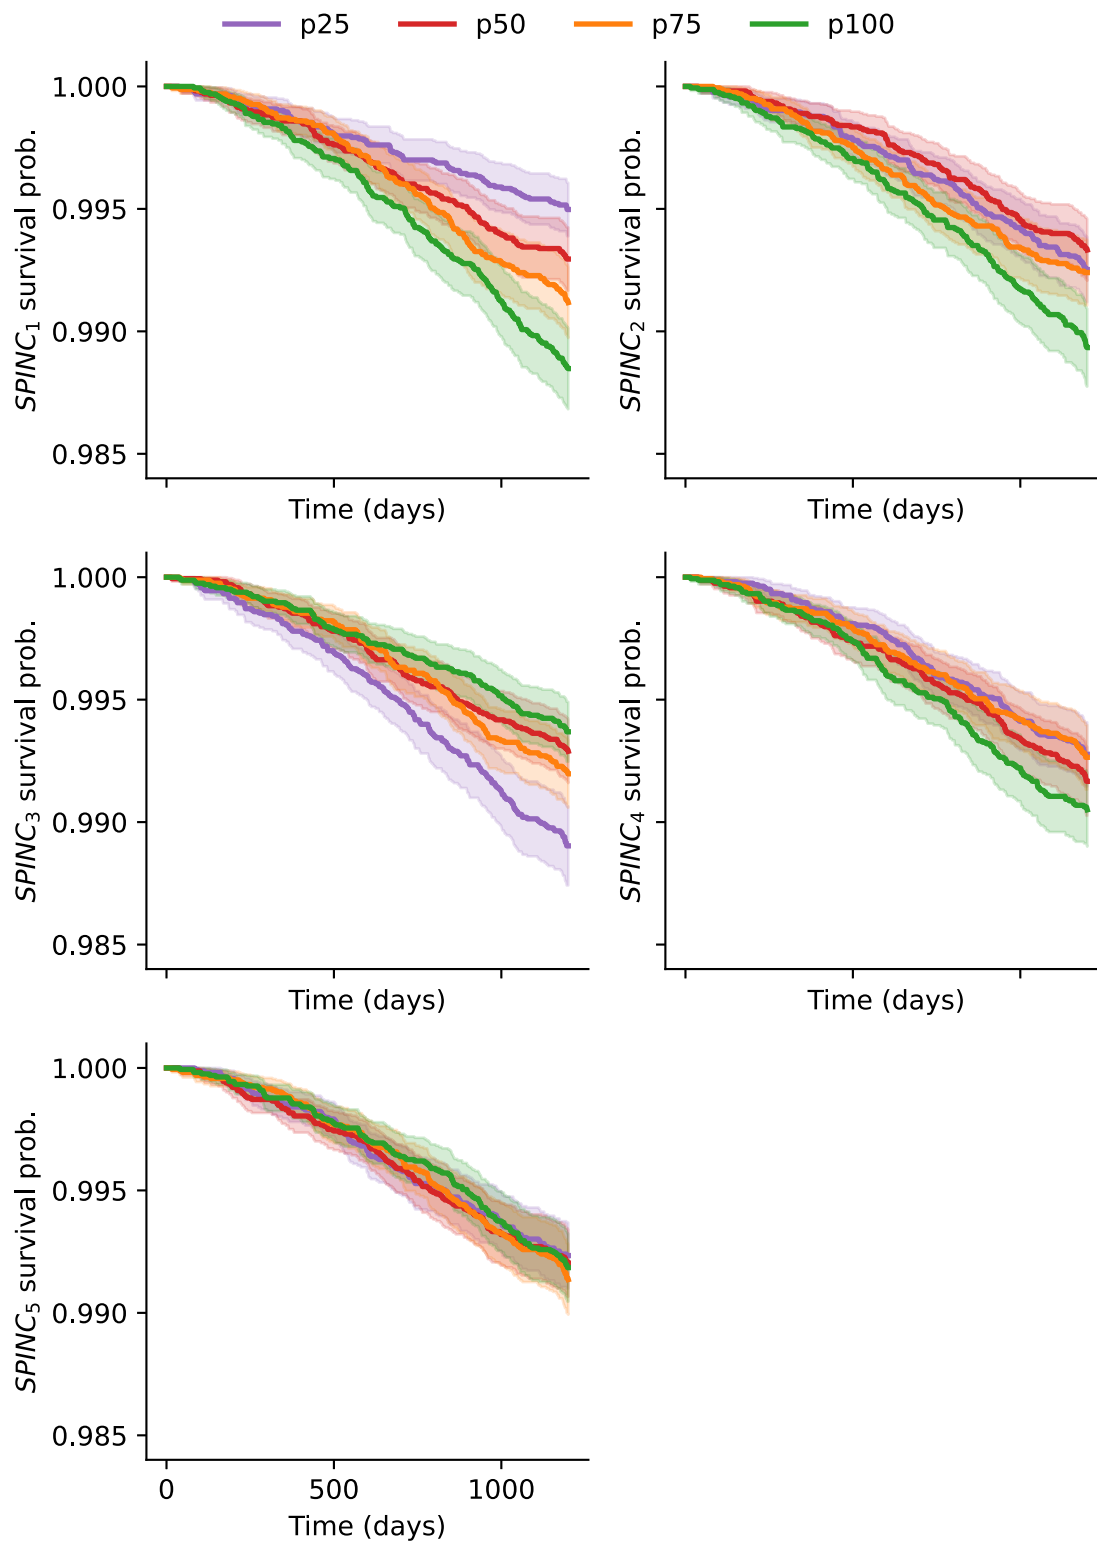 p25 p50 p75 p100
1.000
0.995
0.990
0.985
SPINC₁ survival prob.
Time (days)
SPINC₂ survival prob.
Time (days)
1.000
0.995
0.990
0.985
SPINC₃ survival prob.
Time (days)
SPINC₄ survival prob.
Time (days)
1.000
0.995
0.990
0.985
SPINC₅ survival prob.
0 500 1000
Time (days)